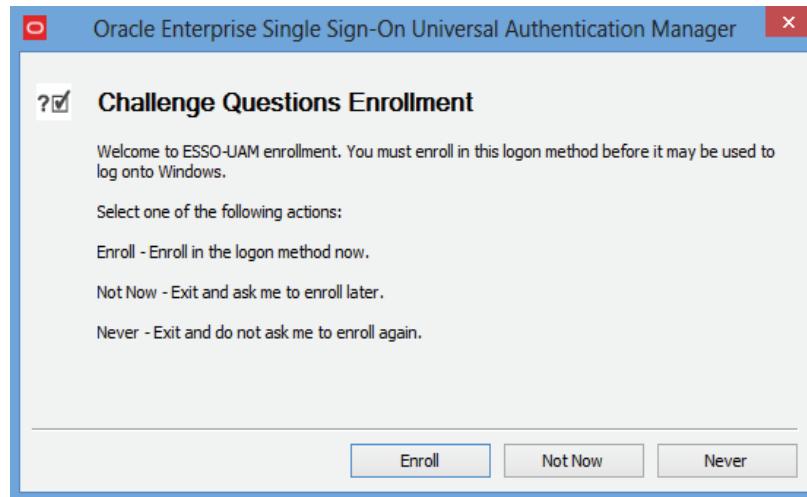 Oracle Enterprise Single Sign-On Universal Authentication Manager
Challenge Questions Enrollment
Welcome to ESSO-UAM enrollment. You must enroll in this logon method before it may be used to
log onto Windows.
Select one of the following actions:
Enroll - Enroll in the logon method now.
Not Now - Exit and ask me to enroll later.
Never - Exit and do not ask me to enroll again.
Enroll Not Now Never